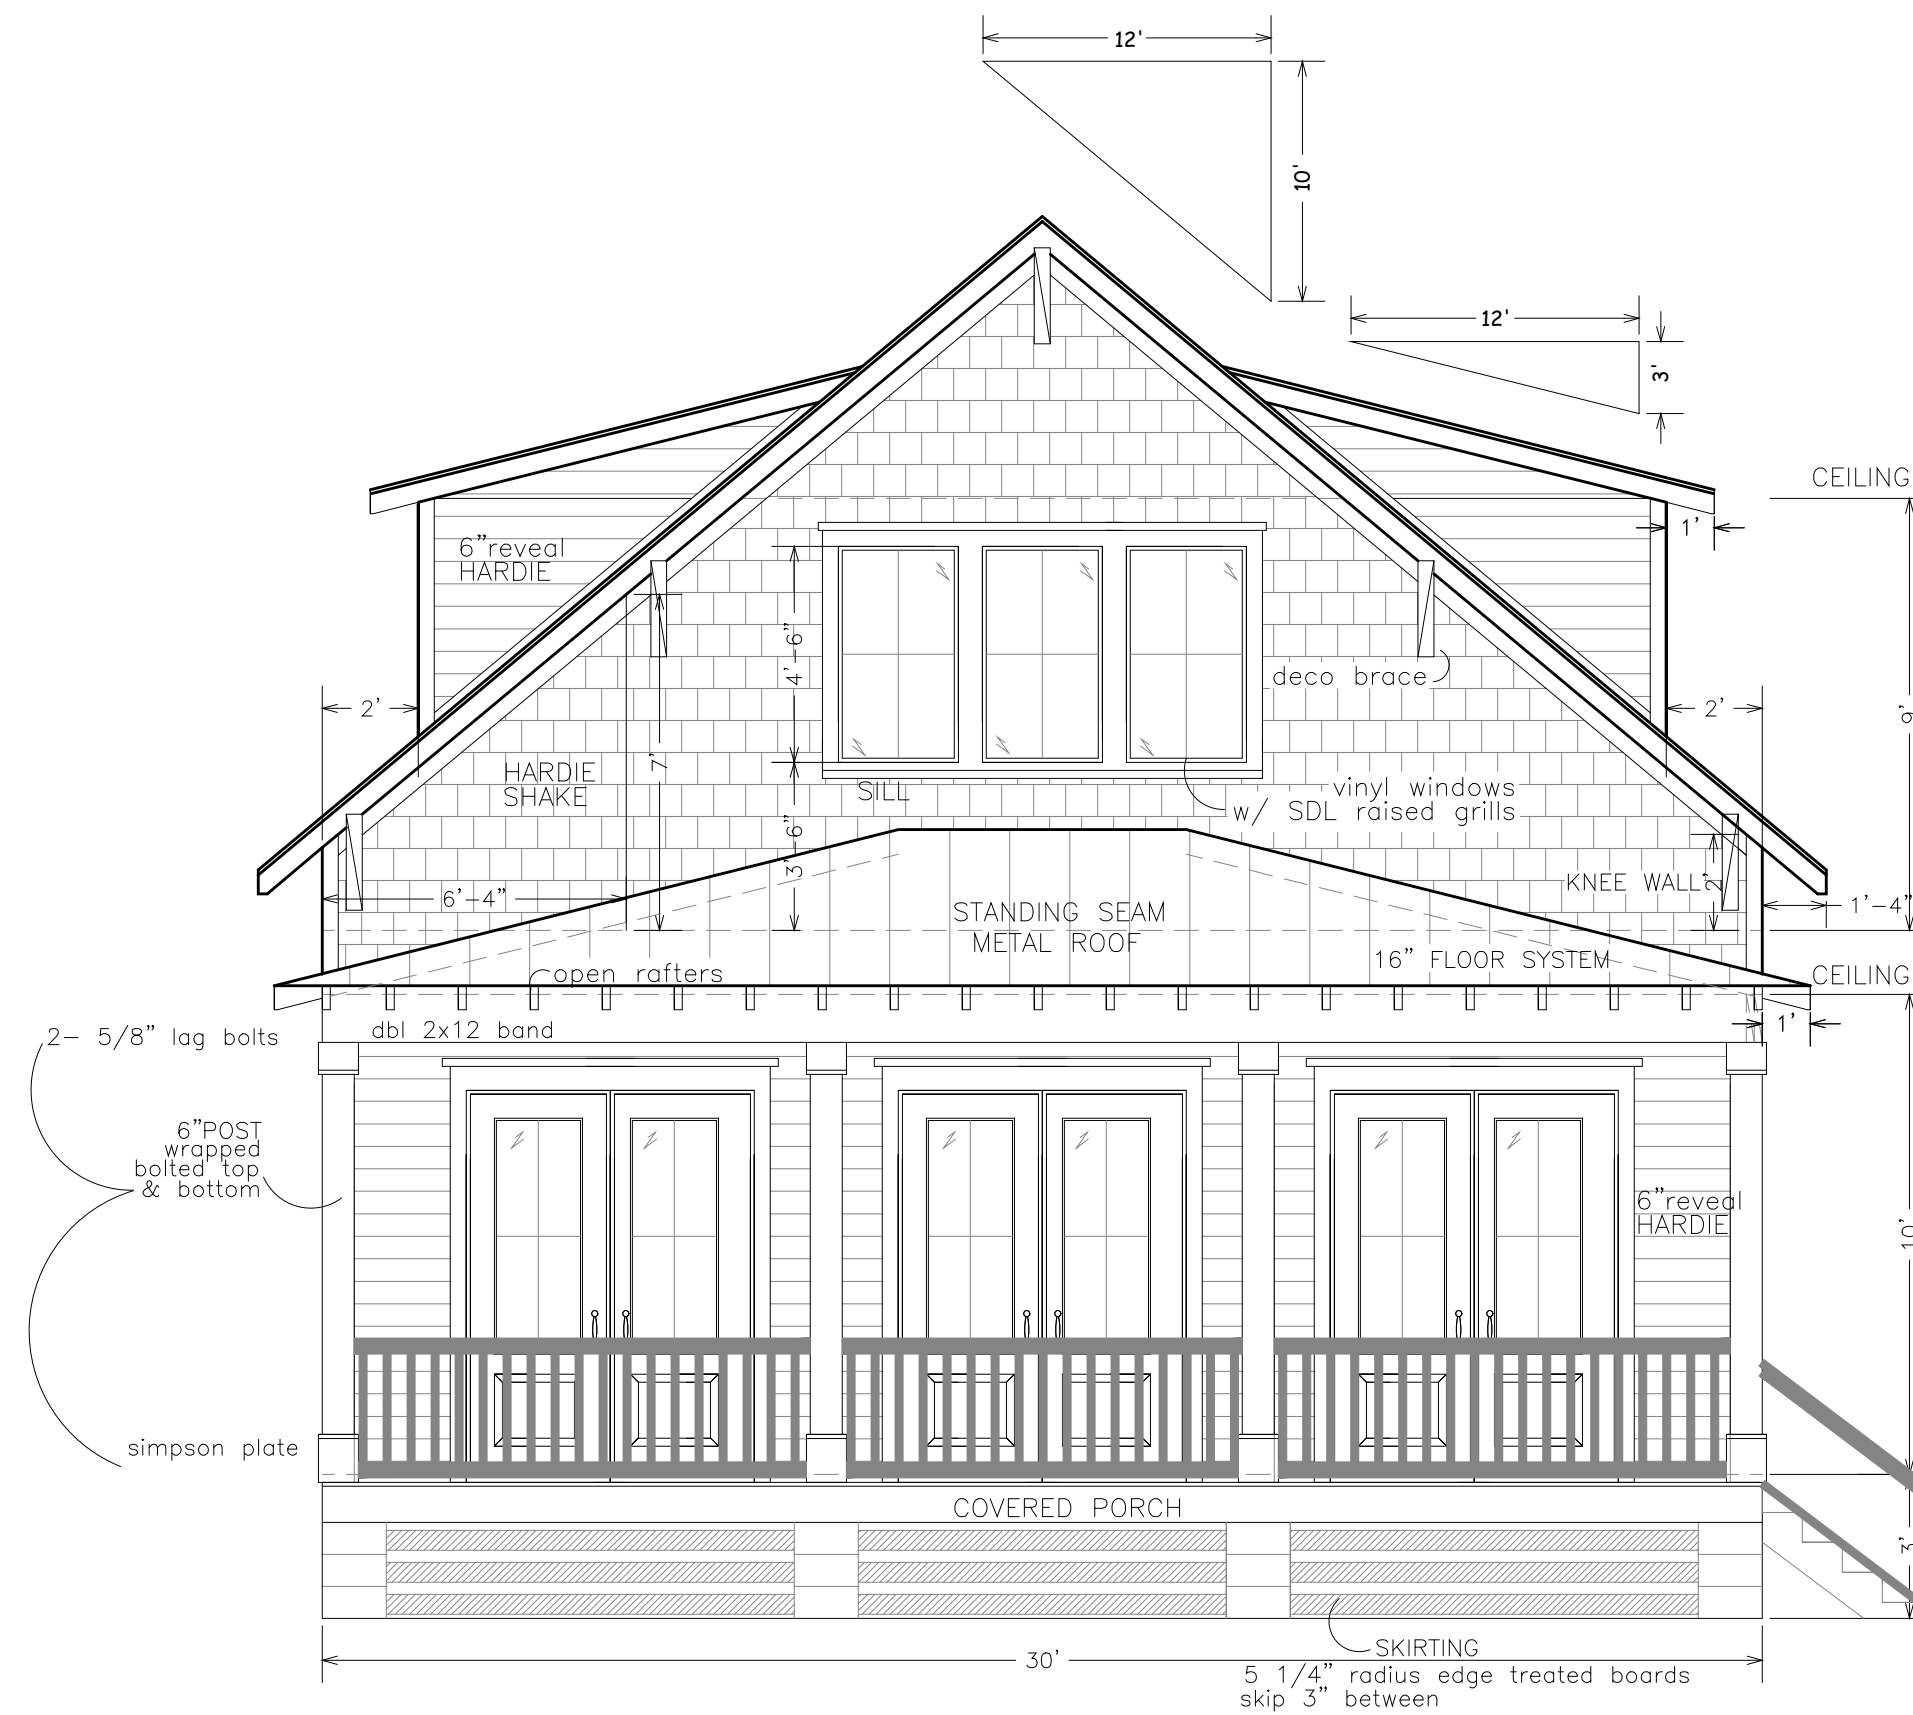 12'
10'
12'
3'
CEILING
1'
6"reveal
HARDIE
4'-6"
deco brace
2'
2'
9'
7'
HARDIE
SHAKE
SILL
vinyl windows
w/ SDL raised grills
3'-6"
KNEE WALL
2'
6'-4"
1'-4"
STANDING SEAM
METAL ROOF
16" FLOOR SYSTEM
open rafters
CEILING
dbl 2x12 band
1'
2- 5/8" lag bolts
6"POST
wrapped
bolted top
& bottom
6"reveal
HARDIE
10'
simpson plate
COVERED PORCH
3'
SKIRTING
30'
5 1/4" radius edge treated boards
skip 3" between